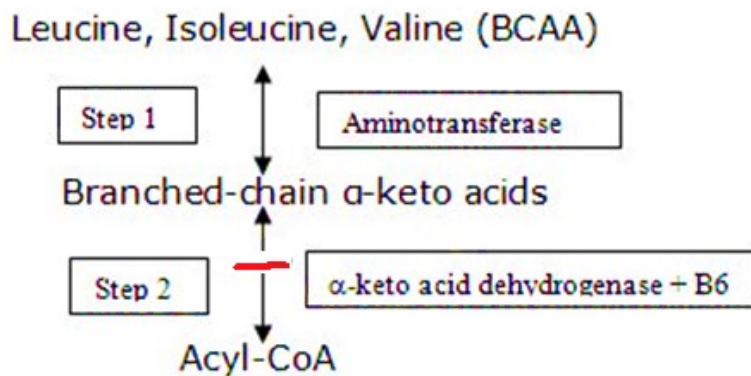 Leucine, Isoleucine, Valine (BCAA)
Step 1
Aminotransferase
Branched-chain α-keto acids
Step 2
α-keto acid dehydrogenase + B6
Acyl-CoA